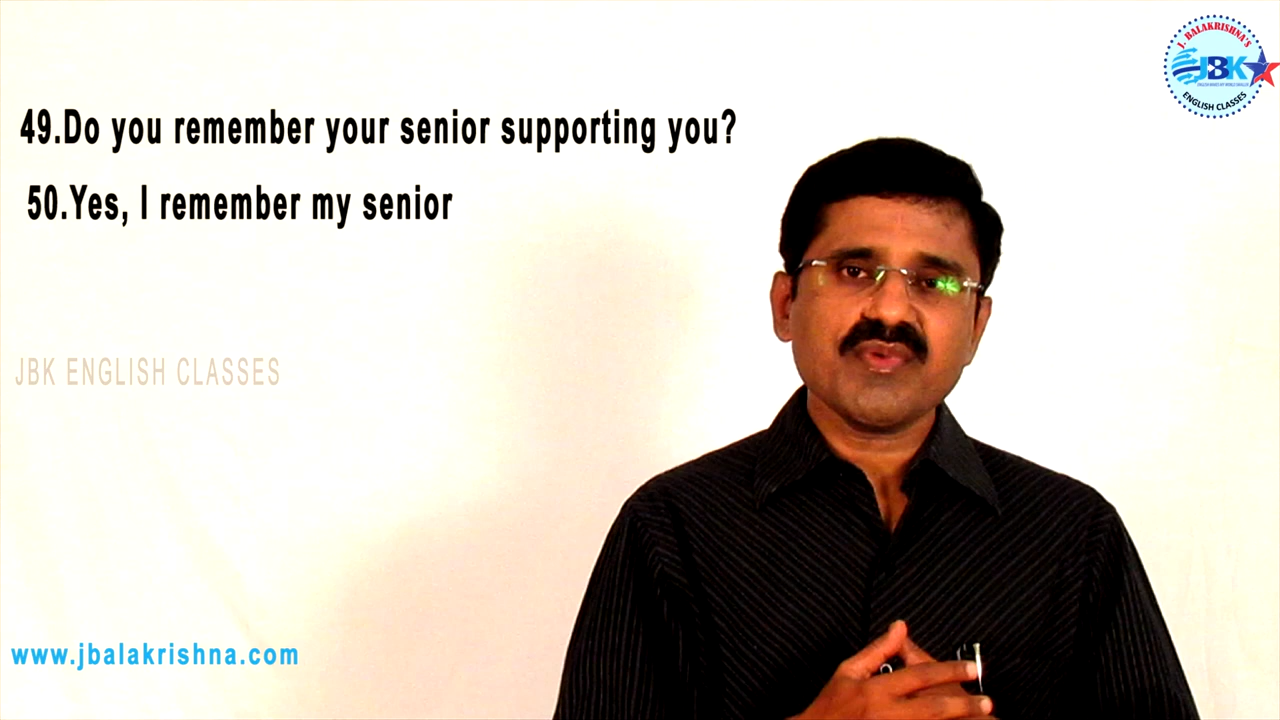 J. BALAKRISHNA'S
JBK
ENGLISH CLASSES
49.Do you remember your senior supporting you?
50.Yes, I remember my senior
JBK ENGLISH CLASSES
www.jbalakrishna.com